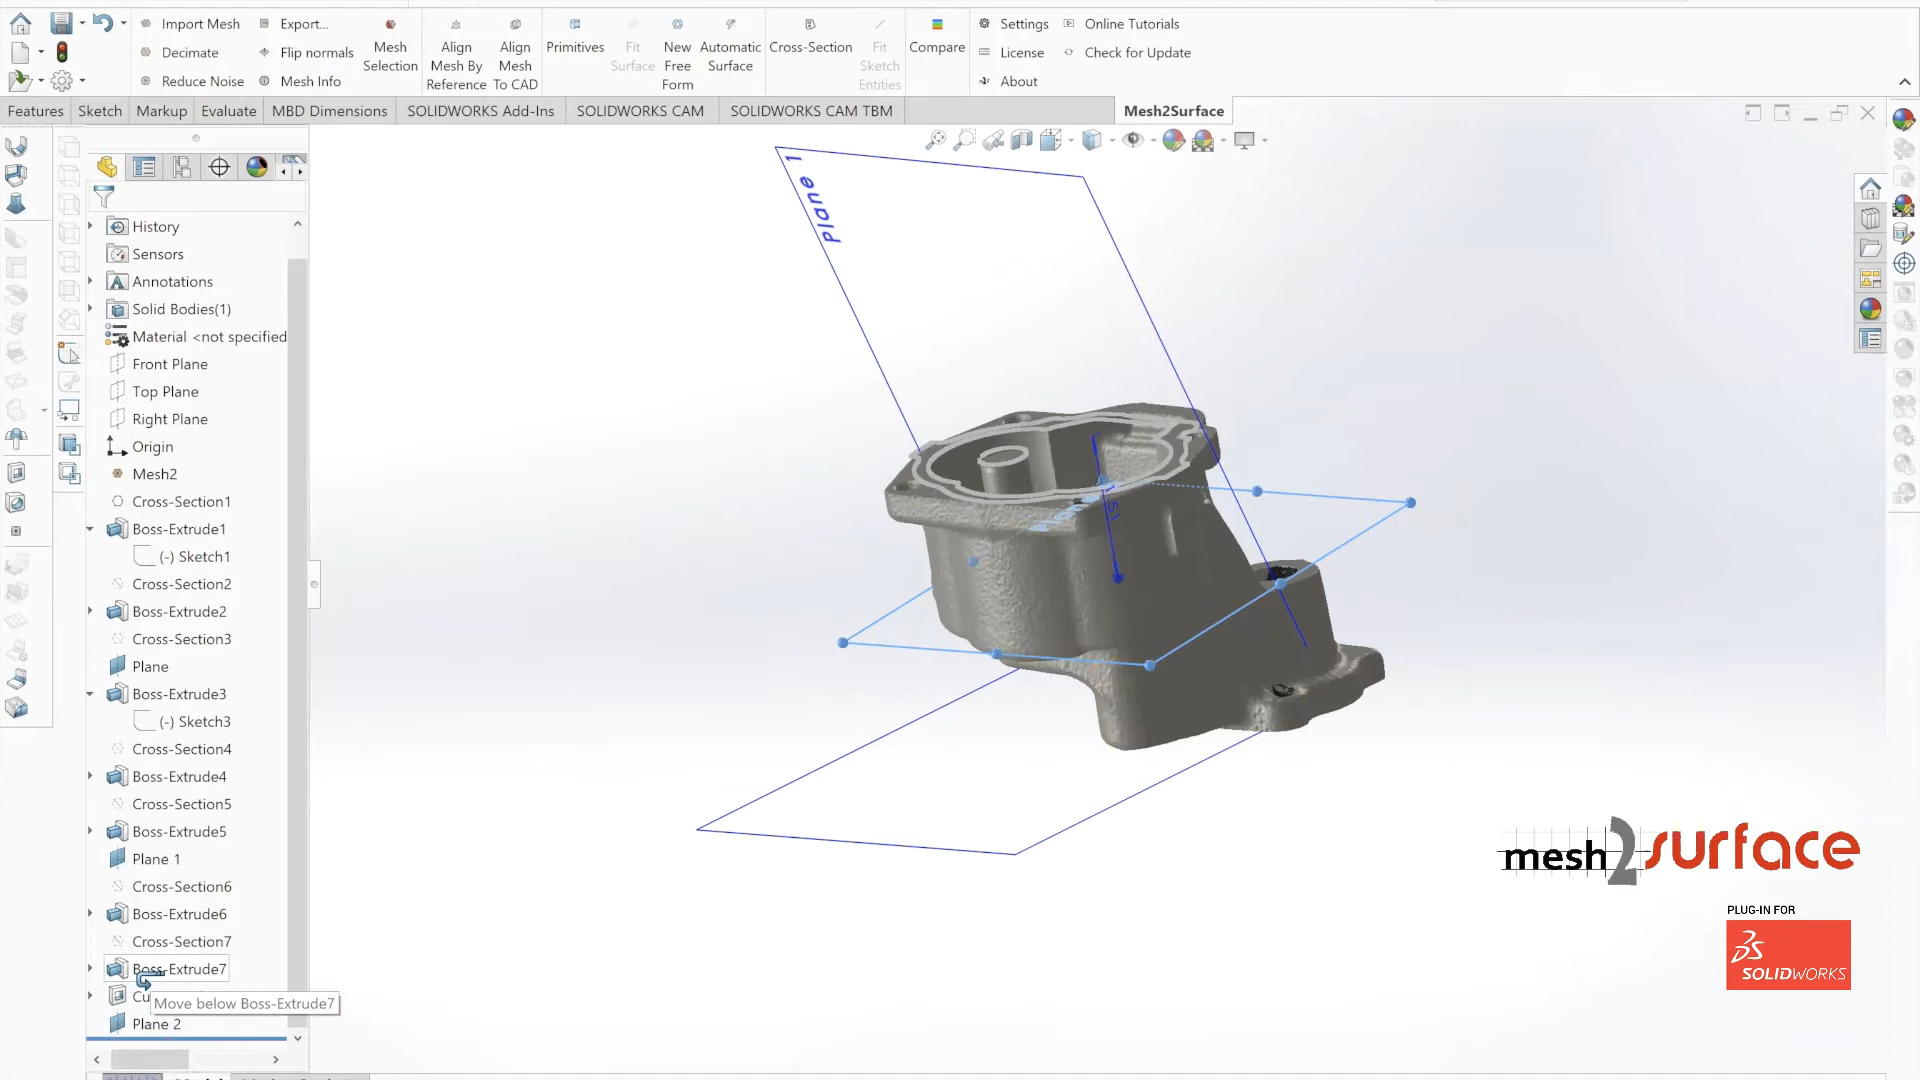 Import Mesh
Export...
Decimate
Flip normals
Reduce Noise
Mesh Info
Mesh
Selection
Align
Mesh By
Reference
Align
Mesh
To CAD
Primitives
Fit
Surface
New
Free
Form
Automatic
Surface
Cross-Section
Fit
Sketch
Entities
Compare
Settings
Online Tutorials
License
Check for Update
About
Features
Sketch
Markup
Evaluate
MBD Dimensions
SOLIDWORKS Add-Ins
SOLIDWORKS CAM
SOLIDWORKS CAM TBM
Mesh2Surface
History
Sensors
Annotations
Solid Bodies(1)
Material <not specified
Front Plane
Top Plane
Right Plane
Origin
Mesh2
Cross-Section1
Boss-Extrude1
(-) Sketch1
Cross-Section2
Boss-Extrude2
Cross-Section3
Plane
Boss-Extrude3
(-) Sketch3
Cross-Section4
Boss-Extrude4
Cross-Section5
Boss-Extrude5
Plane 1
Cross-Section6
Boss-Extrude6
Cross-Section7
Boss-Extrude7
Move below Boss-Extrude7
Plane 2
Plane 1
mesh2surface
PLUG-IN FOR
SOLIDWORKS